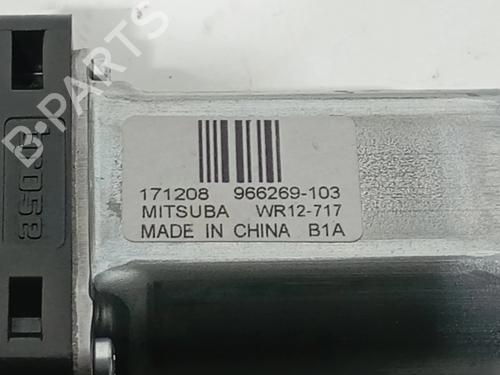 B-PARTS
171208 966269-103
MITSUBA WR12-717
MADE IN CHINA B1A